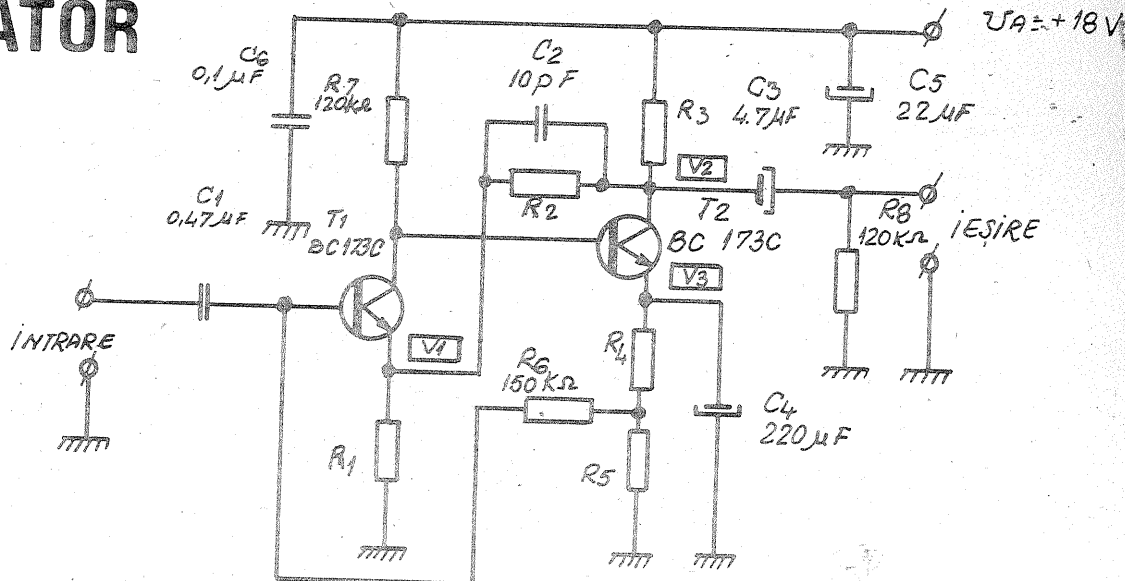 ATOR
UA=+18V
C6
0,1µF
R7
120kΩ
C2
10pF
R3
C3
4.7µF
C5
22µF
V2
C1
0,47µF
T1
BC173C
R2
T2
BC 173C
R8
120KΩ
IEȘIRE
V3
INTRARE
V1
R6
150KΩ
R4
C4
220µF
R1
R5